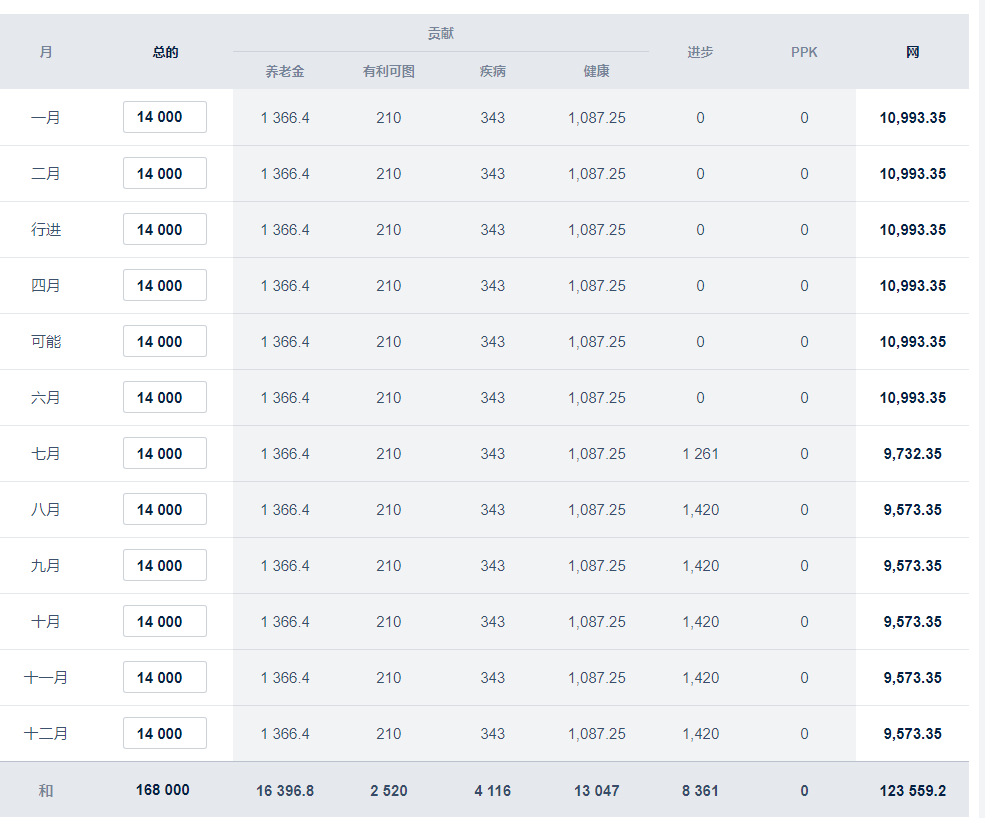 贡献
月 总的 进步 PPK 网
养老金 有利可图 疾病 健康
一月 14 000 1 366.4 210 343 1,087.25 0 0 10,993.35
二月 14 000 1 366.4 210 343 1,087.25 0 0 10,993.35
行进 14 000 1 366.4 210 343 1,087.25 0 0 10,993.35
四月 14 000 1 366.4 210 343 1,087.25 0 0 10,993.35
可能 14 000 1 366.4 210 343 1,087.25 0 0 10,993.35
六月 14 000 1 366.4 210 343 1,087.25 0 0 10,993.35
七月 14 000 1 366.4 210 343 1,087.25 1 261 0 9,732.35
八月 14 000 1 366.4 210 343 1,087.25 1,420 0 9,573.35
九月 14 000 1 366.4 210 343 1,087.25 1,420 0 9,573.35
十月 14 000 1 366.4 210 343 1,087.25 1,420 0 9,573.35
十一月 14 000 1 366.4 210 343 1,087.25 1,420 0 9,573.35
十二月 14 000 1 366.4 210 343 1,087.25 1,420 0 9,573.35
和 168 000 16 396.8 2 520 4 116 13 047 8 361 0 123 559.2